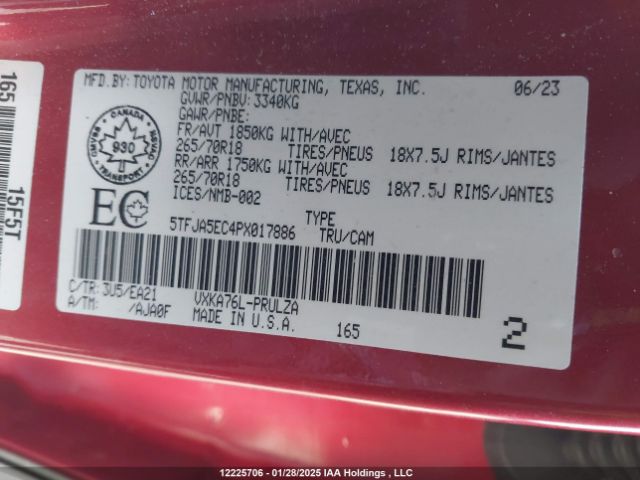 165 15F5T
MFD.BY: TOYOTA MOTOR MANUFACTURING, TEXAS, INC. 06/23
GVWR/PNBV: 3340KG
GAWR/PNBE:
FR/AVT 1850KG WITH/AVEC
265/70R18 TIRES/PNEUS 18X7.5J RIMS/JANTES
RR/ARR 1750KG WITH/AVEC
265/70R18 TIRES/PNEUS 18X7.5J RIMS/JANTES
ICES/NMB-002
CANADA
930
EC
5TFJA5EC4PX017886
TYPE
TRU/CAM
C/TR: 3U5/EA21 VXKA76L-PRULZA
A/TM: /AJA0F MADE IN U.S.A. 165
2
12225706 - 01/28/2025 IAA Holdings , LLC